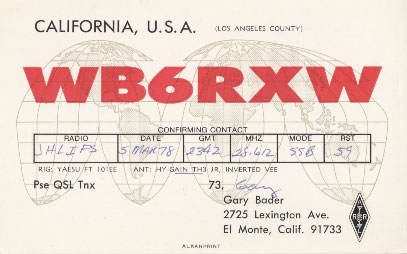 CALIFORNIA, U.S.A. (LOS ANGELES COUNTY)
WB6RXW
CONFIRMING CONTACT
RADIO DATE GMT MHZ MODE RST
5 MAR 78 2342 28.612 SSB 59
RIG: YAESU FT 101EE ANT: HY-GAIN TH3 JR, INVERTED VEE
Pse QSL Tnx 73, Gary
Gary Bader
2725 Lexington Ave.
El Monte, Calif. 91733
ALKANPRINT